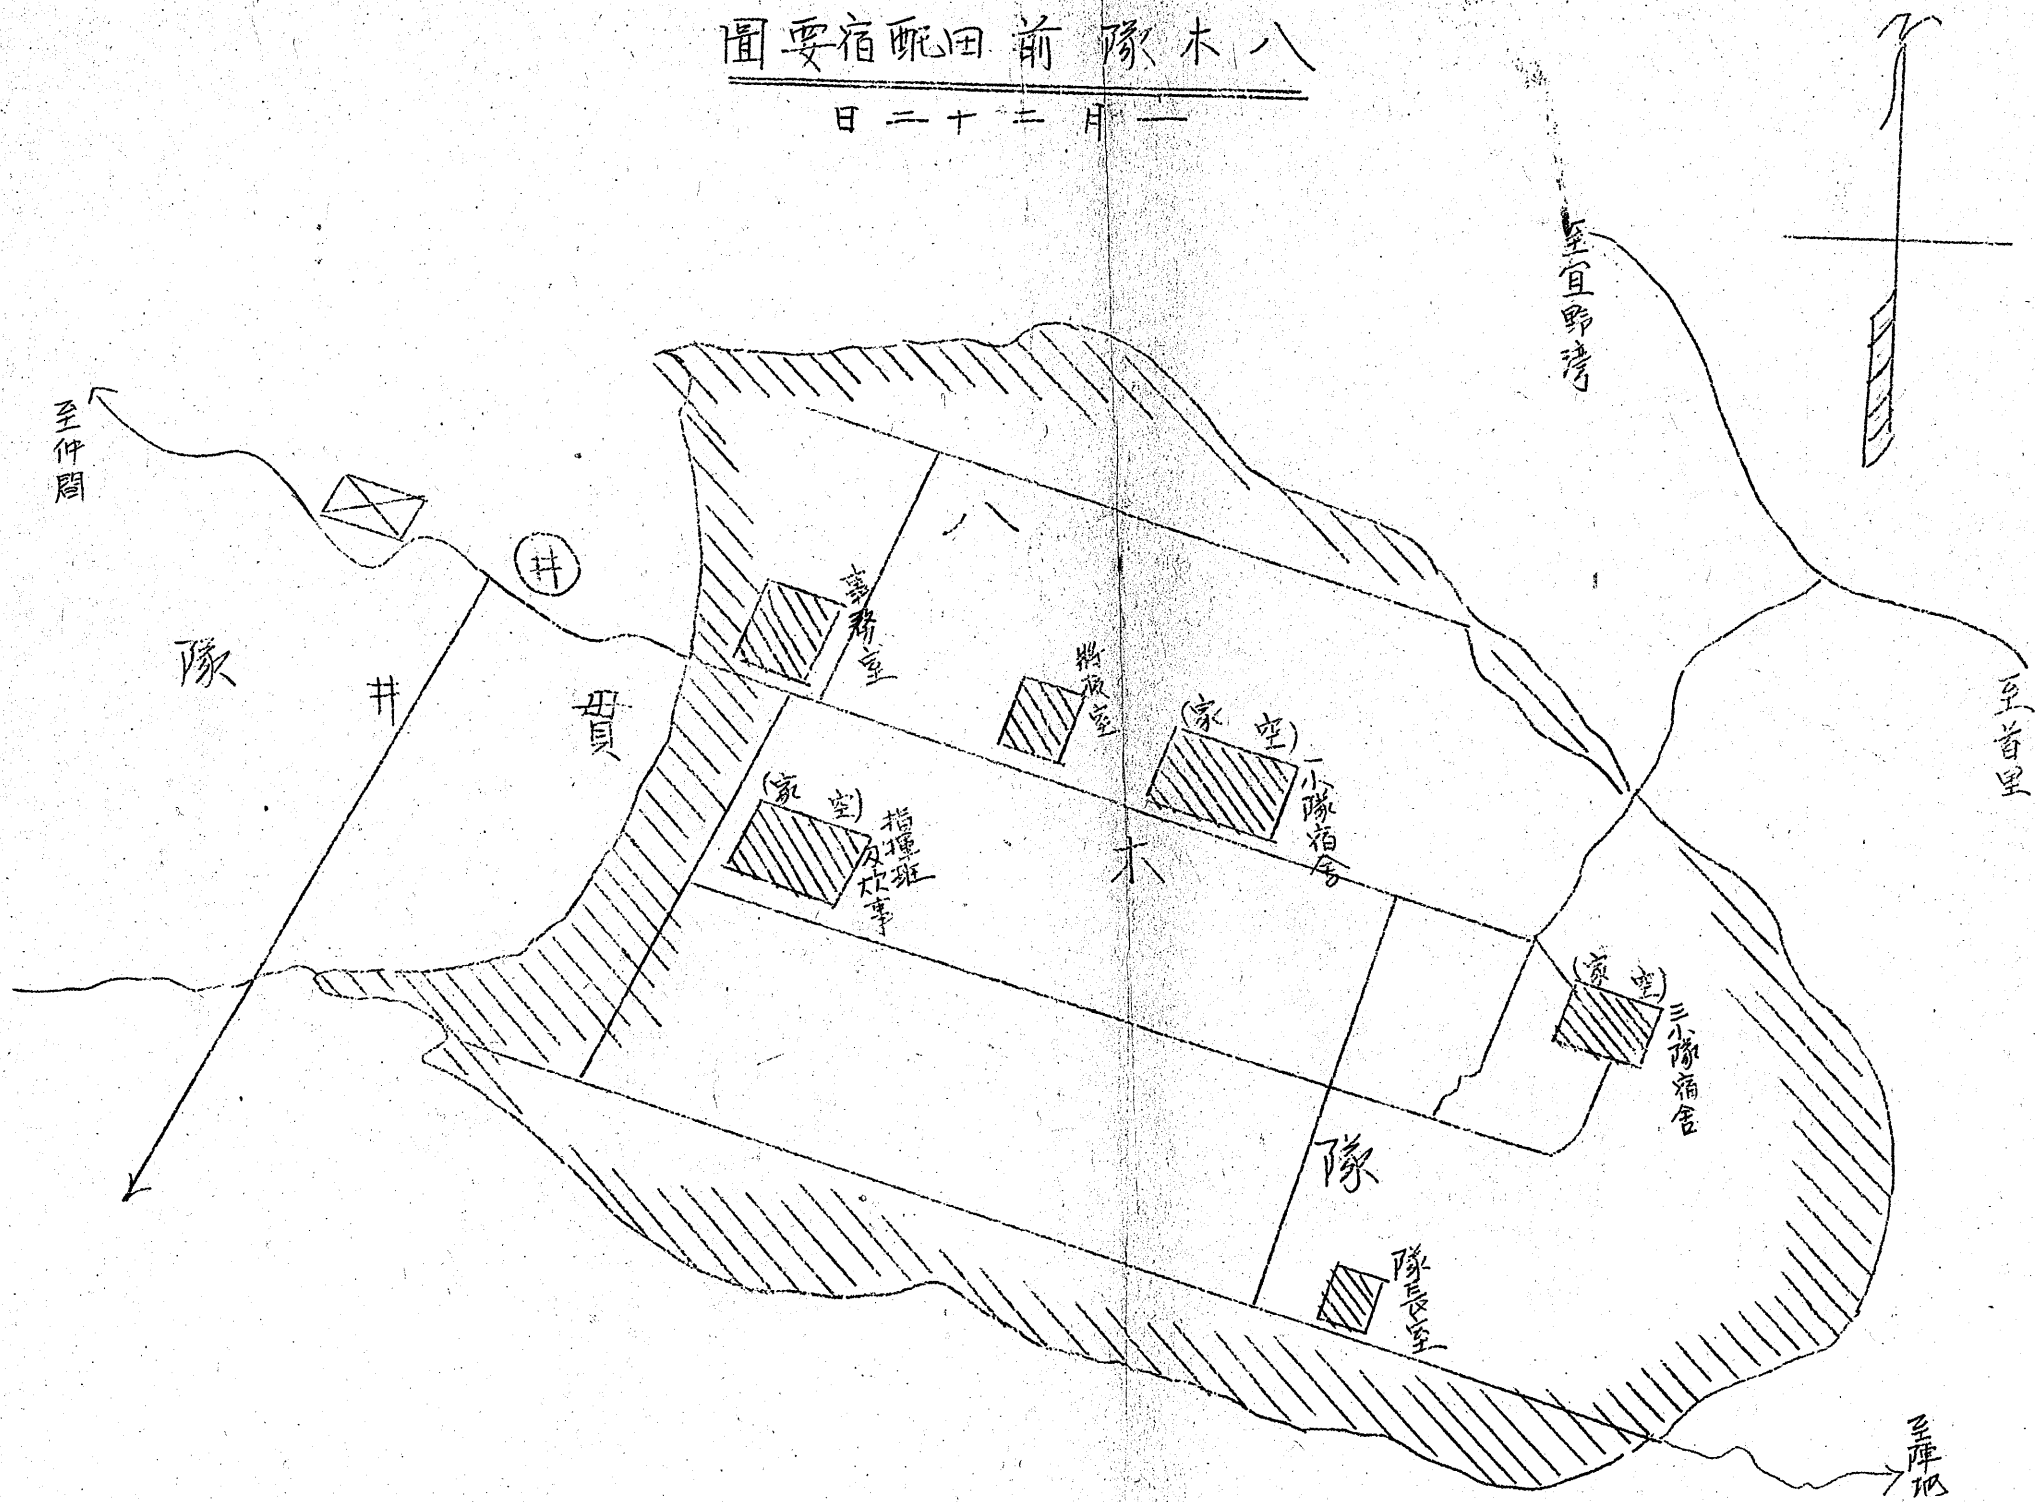 八木隊前田配宿要圖
一月二十二日
至宜野湾
至首里
至仲間
井
隊
井
貫
八
木
隊
事務室
將校室
(空家)
一小隊宿舍
(空家)
指揮班
及炊事
(空家)
三小隊宿舍
隊長室
至陣地